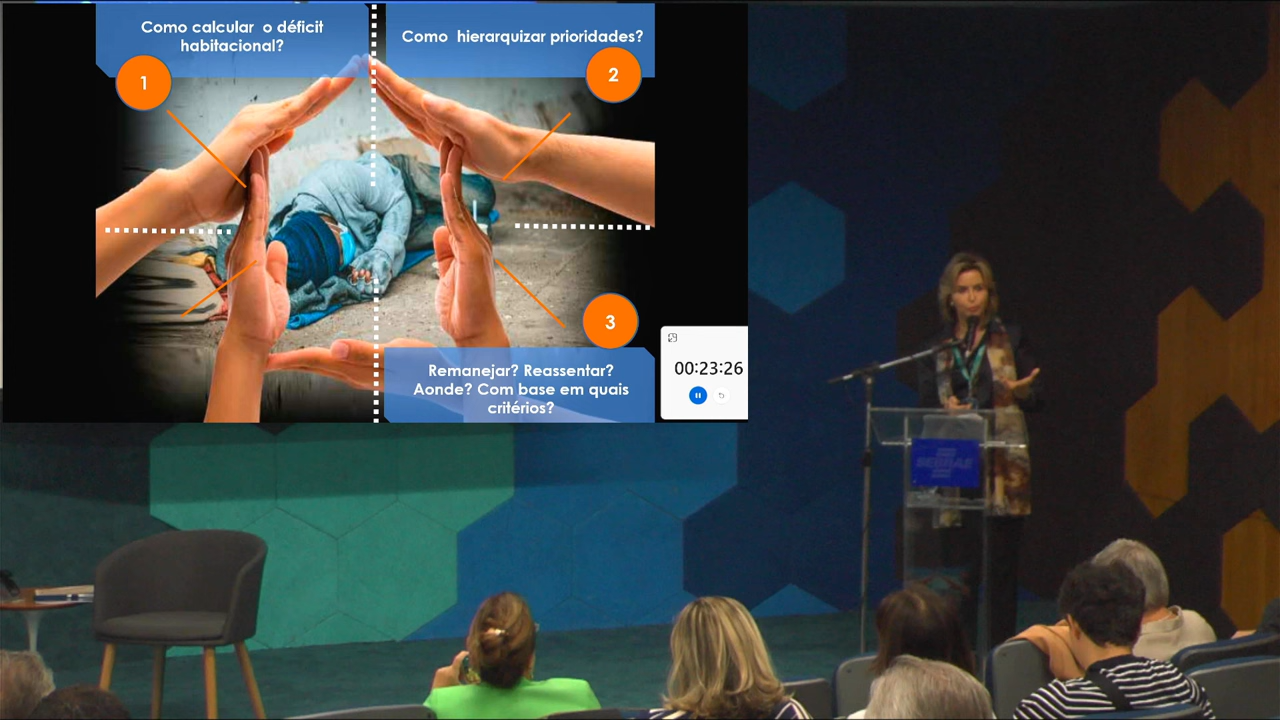 Como calcular o déficit
habitacional?
1
Como hierarquizar prioridades?
2
3
Remanejar? Reassentar?
Aonde? Com base em quais
critérios?
00:23:26
SEBRAE